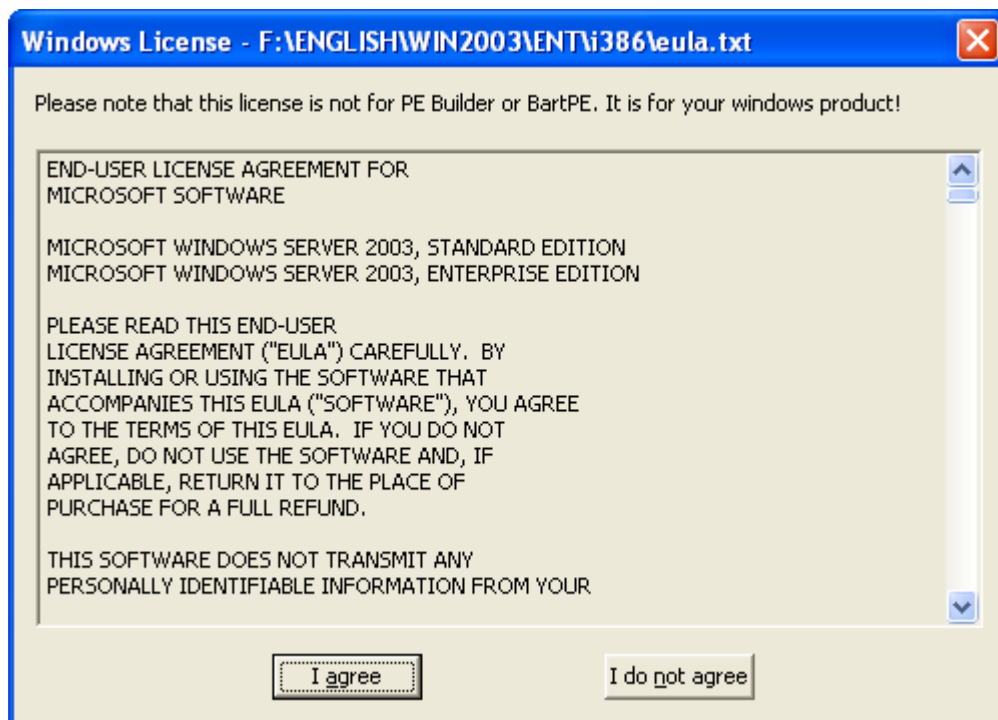 Windows License - F:\ENGLISH\WIN2003\ENT\i386\eula.txt
Please note that this license is not for PE Builder or BartPE. It is for your windows product!
END-USER LICENSE AGREEMENT FOR
MICROSOFT SOFTWARE
MICROSOFT WINDOWS SERVER 2003, STANDARD EDITION
MICROSOFT WINDOWS SERVER 2003, ENTERPRISE EDITION
PLEASE READ THIS END-USER
LICENSE AGREEMENT ("EULA") CAREFULLY.  BY
INSTALLING OR USING THE SOFTWARE THAT
ACCOMPANIES THIS EULA ("SOFTWARE"), YOU AGREE
TO THE TERMS OF THIS EULA.  IF YOU DO NOT
AGREE, DO NOT USE THE SOFTWARE AND, IF
APPLICABLE, RETURN IT TO THE PLACE OF
PURCHASE FOR A FULL REFUND.
THIS SOFTWARE DOES NOT TRANSMIT ANY
PERSONALLY IDENTIFIABLE INFORMATION FROM YOUR
I agree
I do not agree